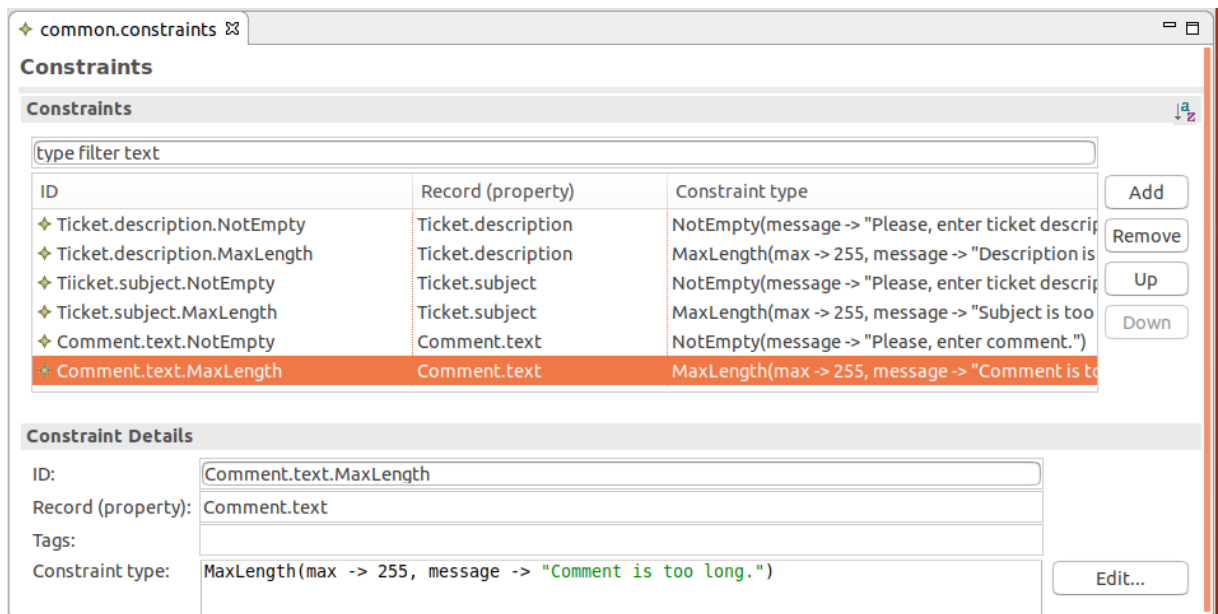 common.constraints
Constraints
Constraints
type filter text
ID Record (property) Constraint type
Ticket.description.NotEmpty Ticket.description NotEmpty(message -> "Please, enter ticket descrip
Ticket.description.MaxLength Ticket.description MaxLength(max -> 255, message -> "Description is
Tiicket.subject.NotEmpty Ticket.subject NotEmpty(message -> "Please, enter ticket descrip
Ticket.subject.MaxLength Ticket.subject MaxLength(max -> 255, message -> "Subject is too
Comment.text.NotEmpty Comment.text NotEmpty(message -> "Please, enter comment.")
Comment.text.MaxLength Comment.text MaxLength(max -> 255, message -> "Comment is to
Add
Remove
Up
Down
Constraint Details
ID: Comment.text.MaxLength
Record (property): Comment.text
Tags:
Constraint type: MaxLength(max -> 255, message -> "Comment is too long.")
Edit...